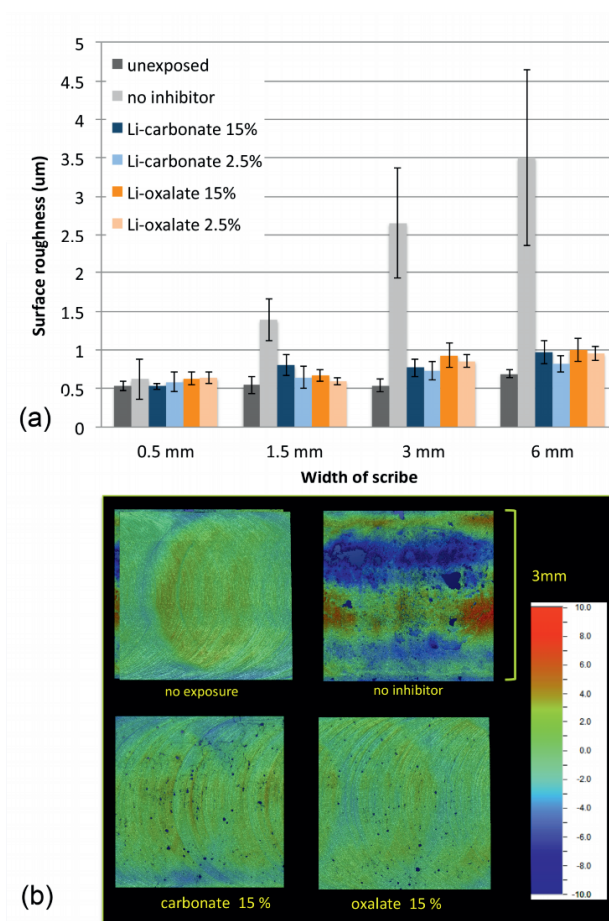 5
4.5
4
3.5
3
2.5
2
1.5
1
0.5
0
Surface roughness (um)
unexposed
no inhibitor
Li-carbonate 15%
Li-carbonate 2.5%
Li-oxalate 15%
Li-oxalate 2.5%
0.5 mm 1.5 mm 3 mm 6 mm
Width of scribe
(a)
3mm
no exposure no inhibitor
10.0
8.0
6.0
4.0
2.0
0.0
-2.0
-4.0
-6.0
-8.0
-10.0
carbonate 15 % oxalate 15 %
(b)